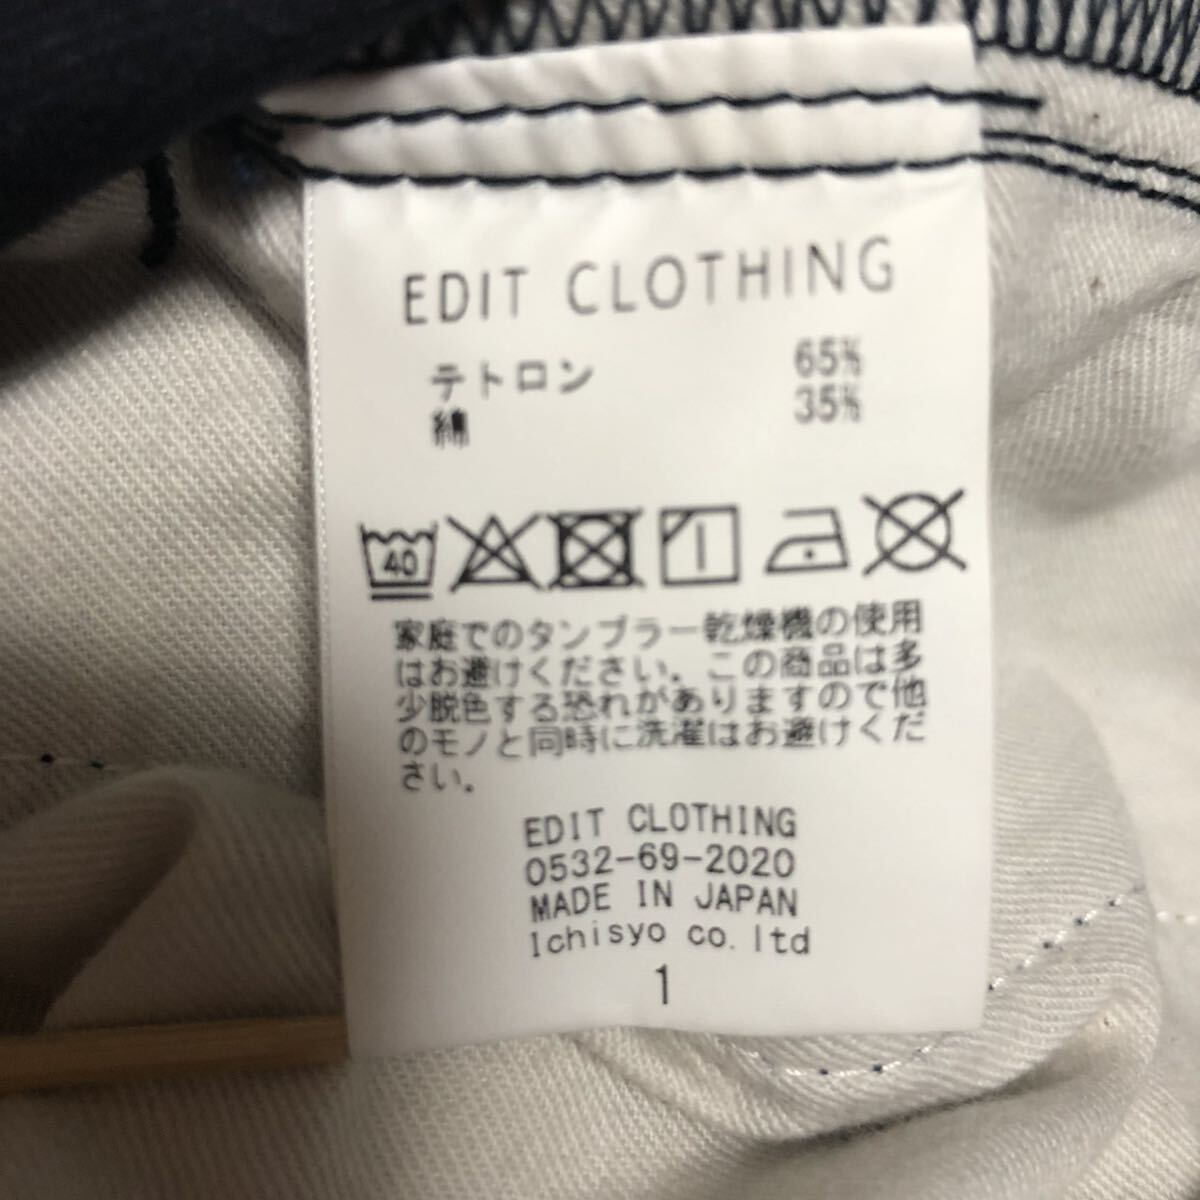 EDIT CLOTHING
テトロン 65%
綿 35%
40
家庭でのタンブラー乾燥機の使用
はお避けください。この商品は多
少脱色する恐れがありますので他
のモノと同時に洗濯はお避けくだ
さい。
EDIT CLOTHING
0532-69-2020
MADE IN JAPAN
Ichisyo co. ltd
1